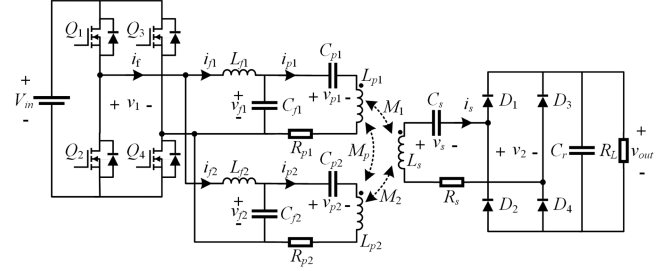 Q1 Q3
if if1 Lf1 ip1 Cp1
+ vp1 - Lp1
+ Vin -
+ v1 -
+ vf1 - Cf1
M1 Cs is D1 D3
Q2 Q4
Rp1 Mp + vs - + v2 - Cr RL + vout -
if2 Lf2 ip2 Cp2 Ls
M2 Rs
+ vf2 - Cf2 + vp2 -
D2 D4
Rp2 Lp2